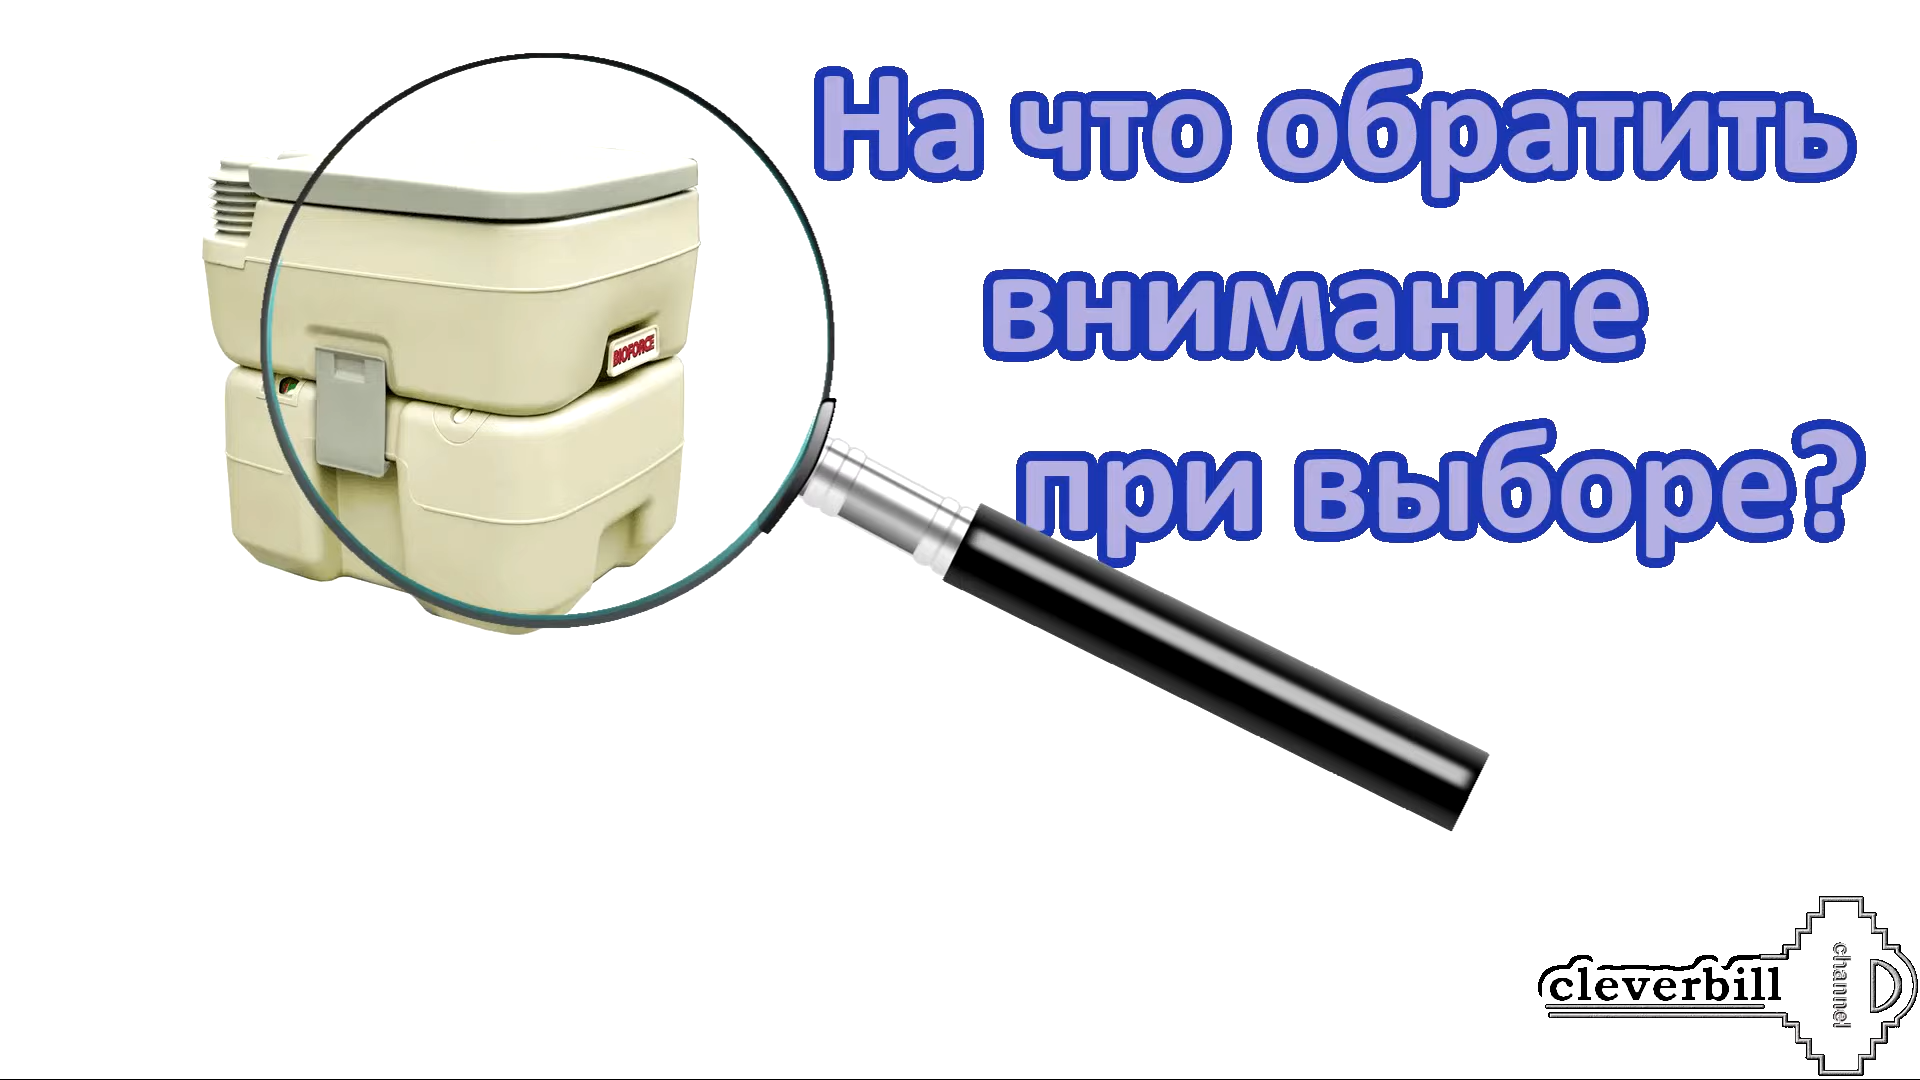 На что обратить
внимание
при выборе?
BIOFORCE
cleverbill
channel